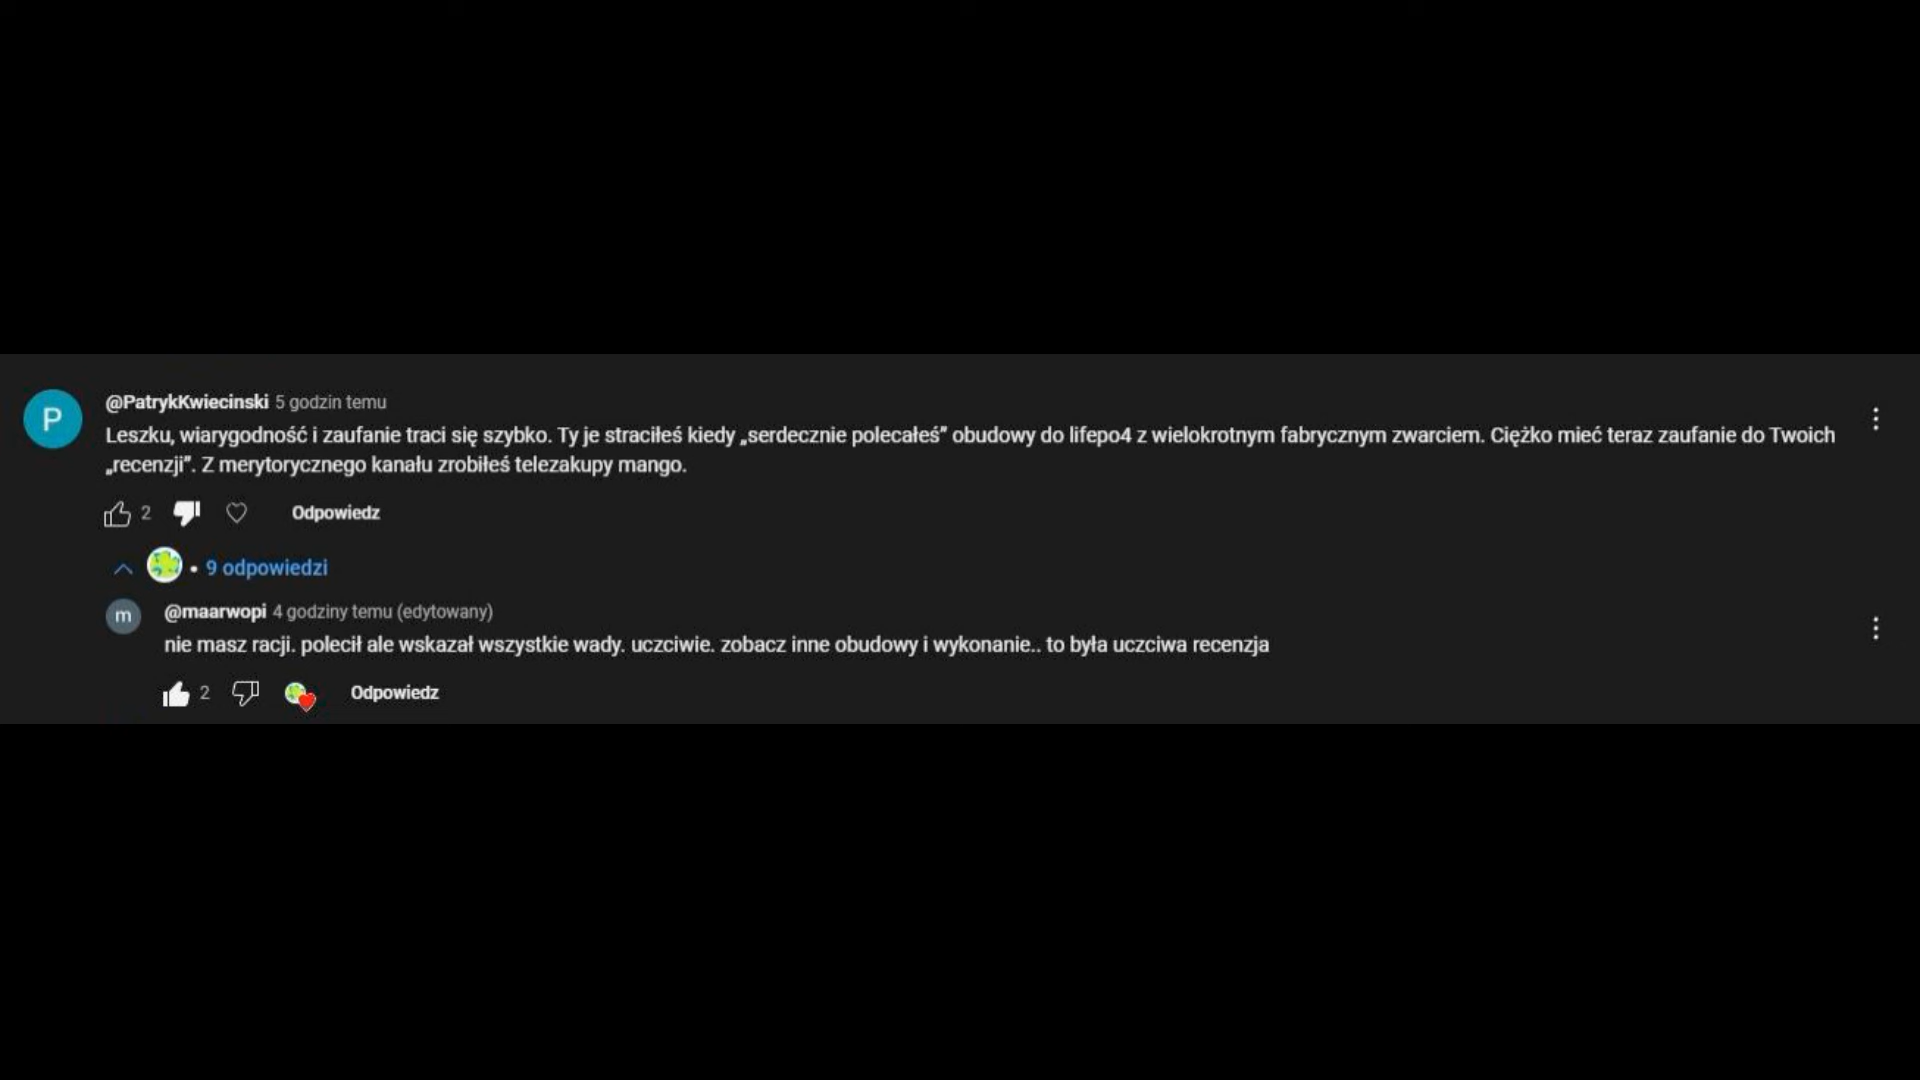 P
@PatrykKwiecinski 5 godzin temu
Leszku, wiarygodność i zaufanie traci się szybko. Ty je straciłeś kiedy „serdecznie polecałeś” obudowy do lifepo4 z wielokrotnym fabrycznym zwarciem. Ciężko mieć teraz zaufanie do Twoich
„recenzji”. Z merytorycznego kanału zrobiłeś telezakupy mango.
2 Odpowiedz
• 9 odpowiedzi
m
@maarwopi 4 godziny temu (edytowany)
nie masz racji. polecił ale wskazał wszystkie wady. uczciwie. zobacz inne obudowy i wykonanie.. to była uczciwa recenzja
2 Odpowiedz